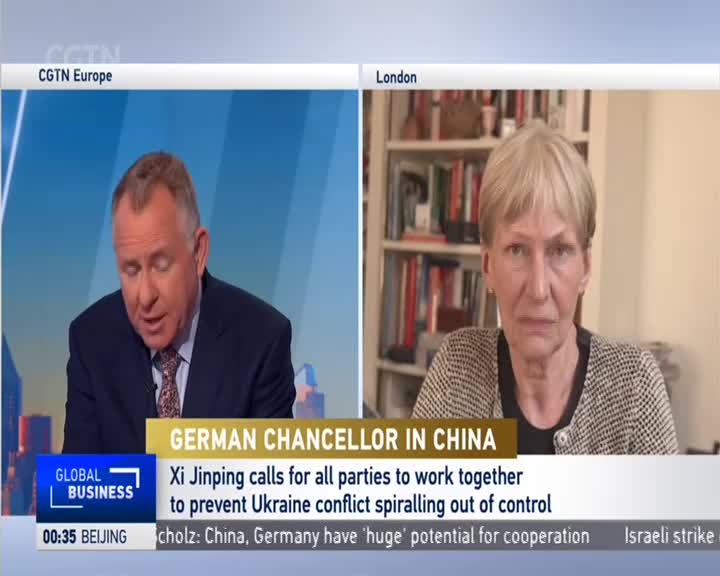 CGTN
CGTN Europe
London
GERMAN CHANCELLOR IN CHINA
GLOBAL
BUSINESS
Xi Jinping calls for all parties to work together
to prevent Ukraine conflict spiralling out of control
00:35 BEIJING
Scholz: China, Germany have 'huge' potential for cooperation
Israeli strike